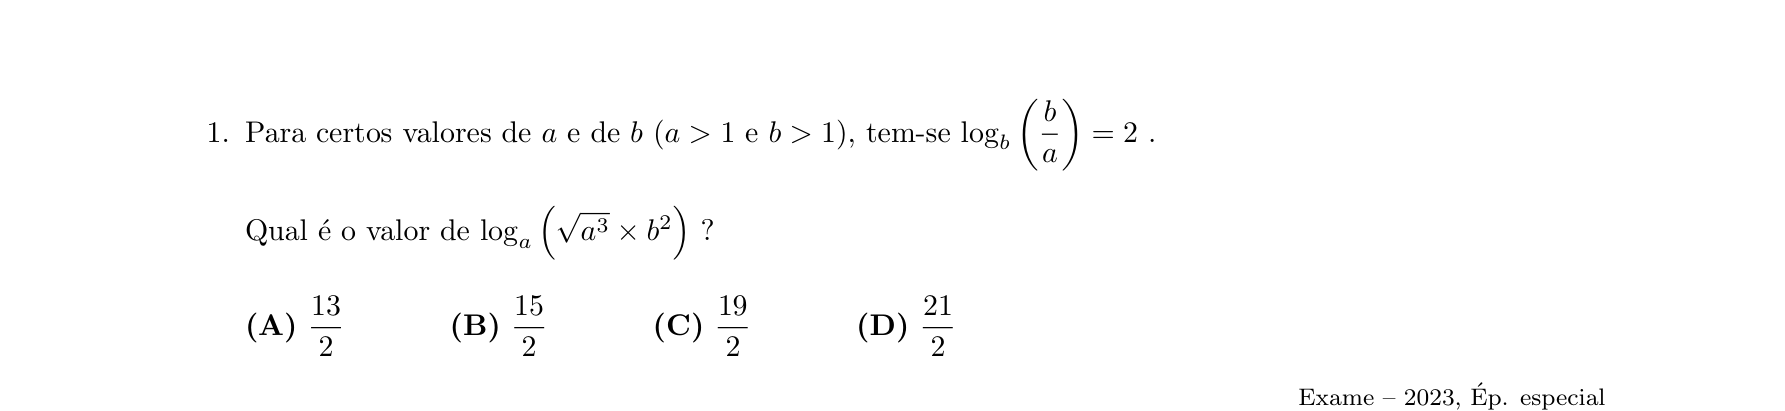 1. Para certos valores de a e de b (a > 1 e b > 1), tem-se log_b (b/a) = 2 .
Qual é o valor de log_a (√a³ × b²) ?
(A) 13/2 (B) 15/2 (C) 19/2 (D) 21/2
Exame – 2023, Ép. especial